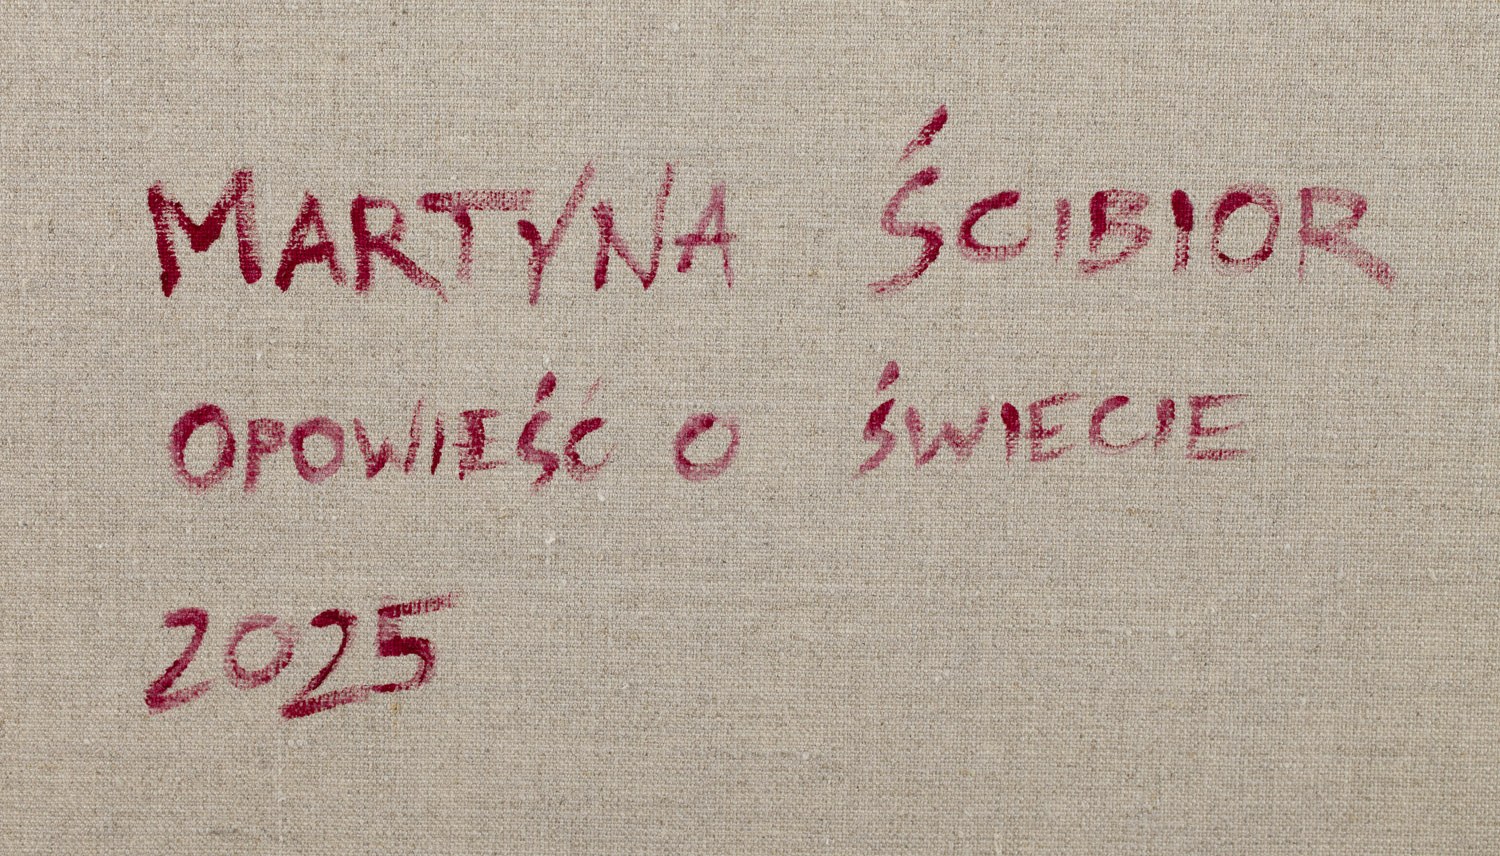 MARTYNA ŚCIBIOR
OPOWIEŚĆ O ŚWIECIE
2025